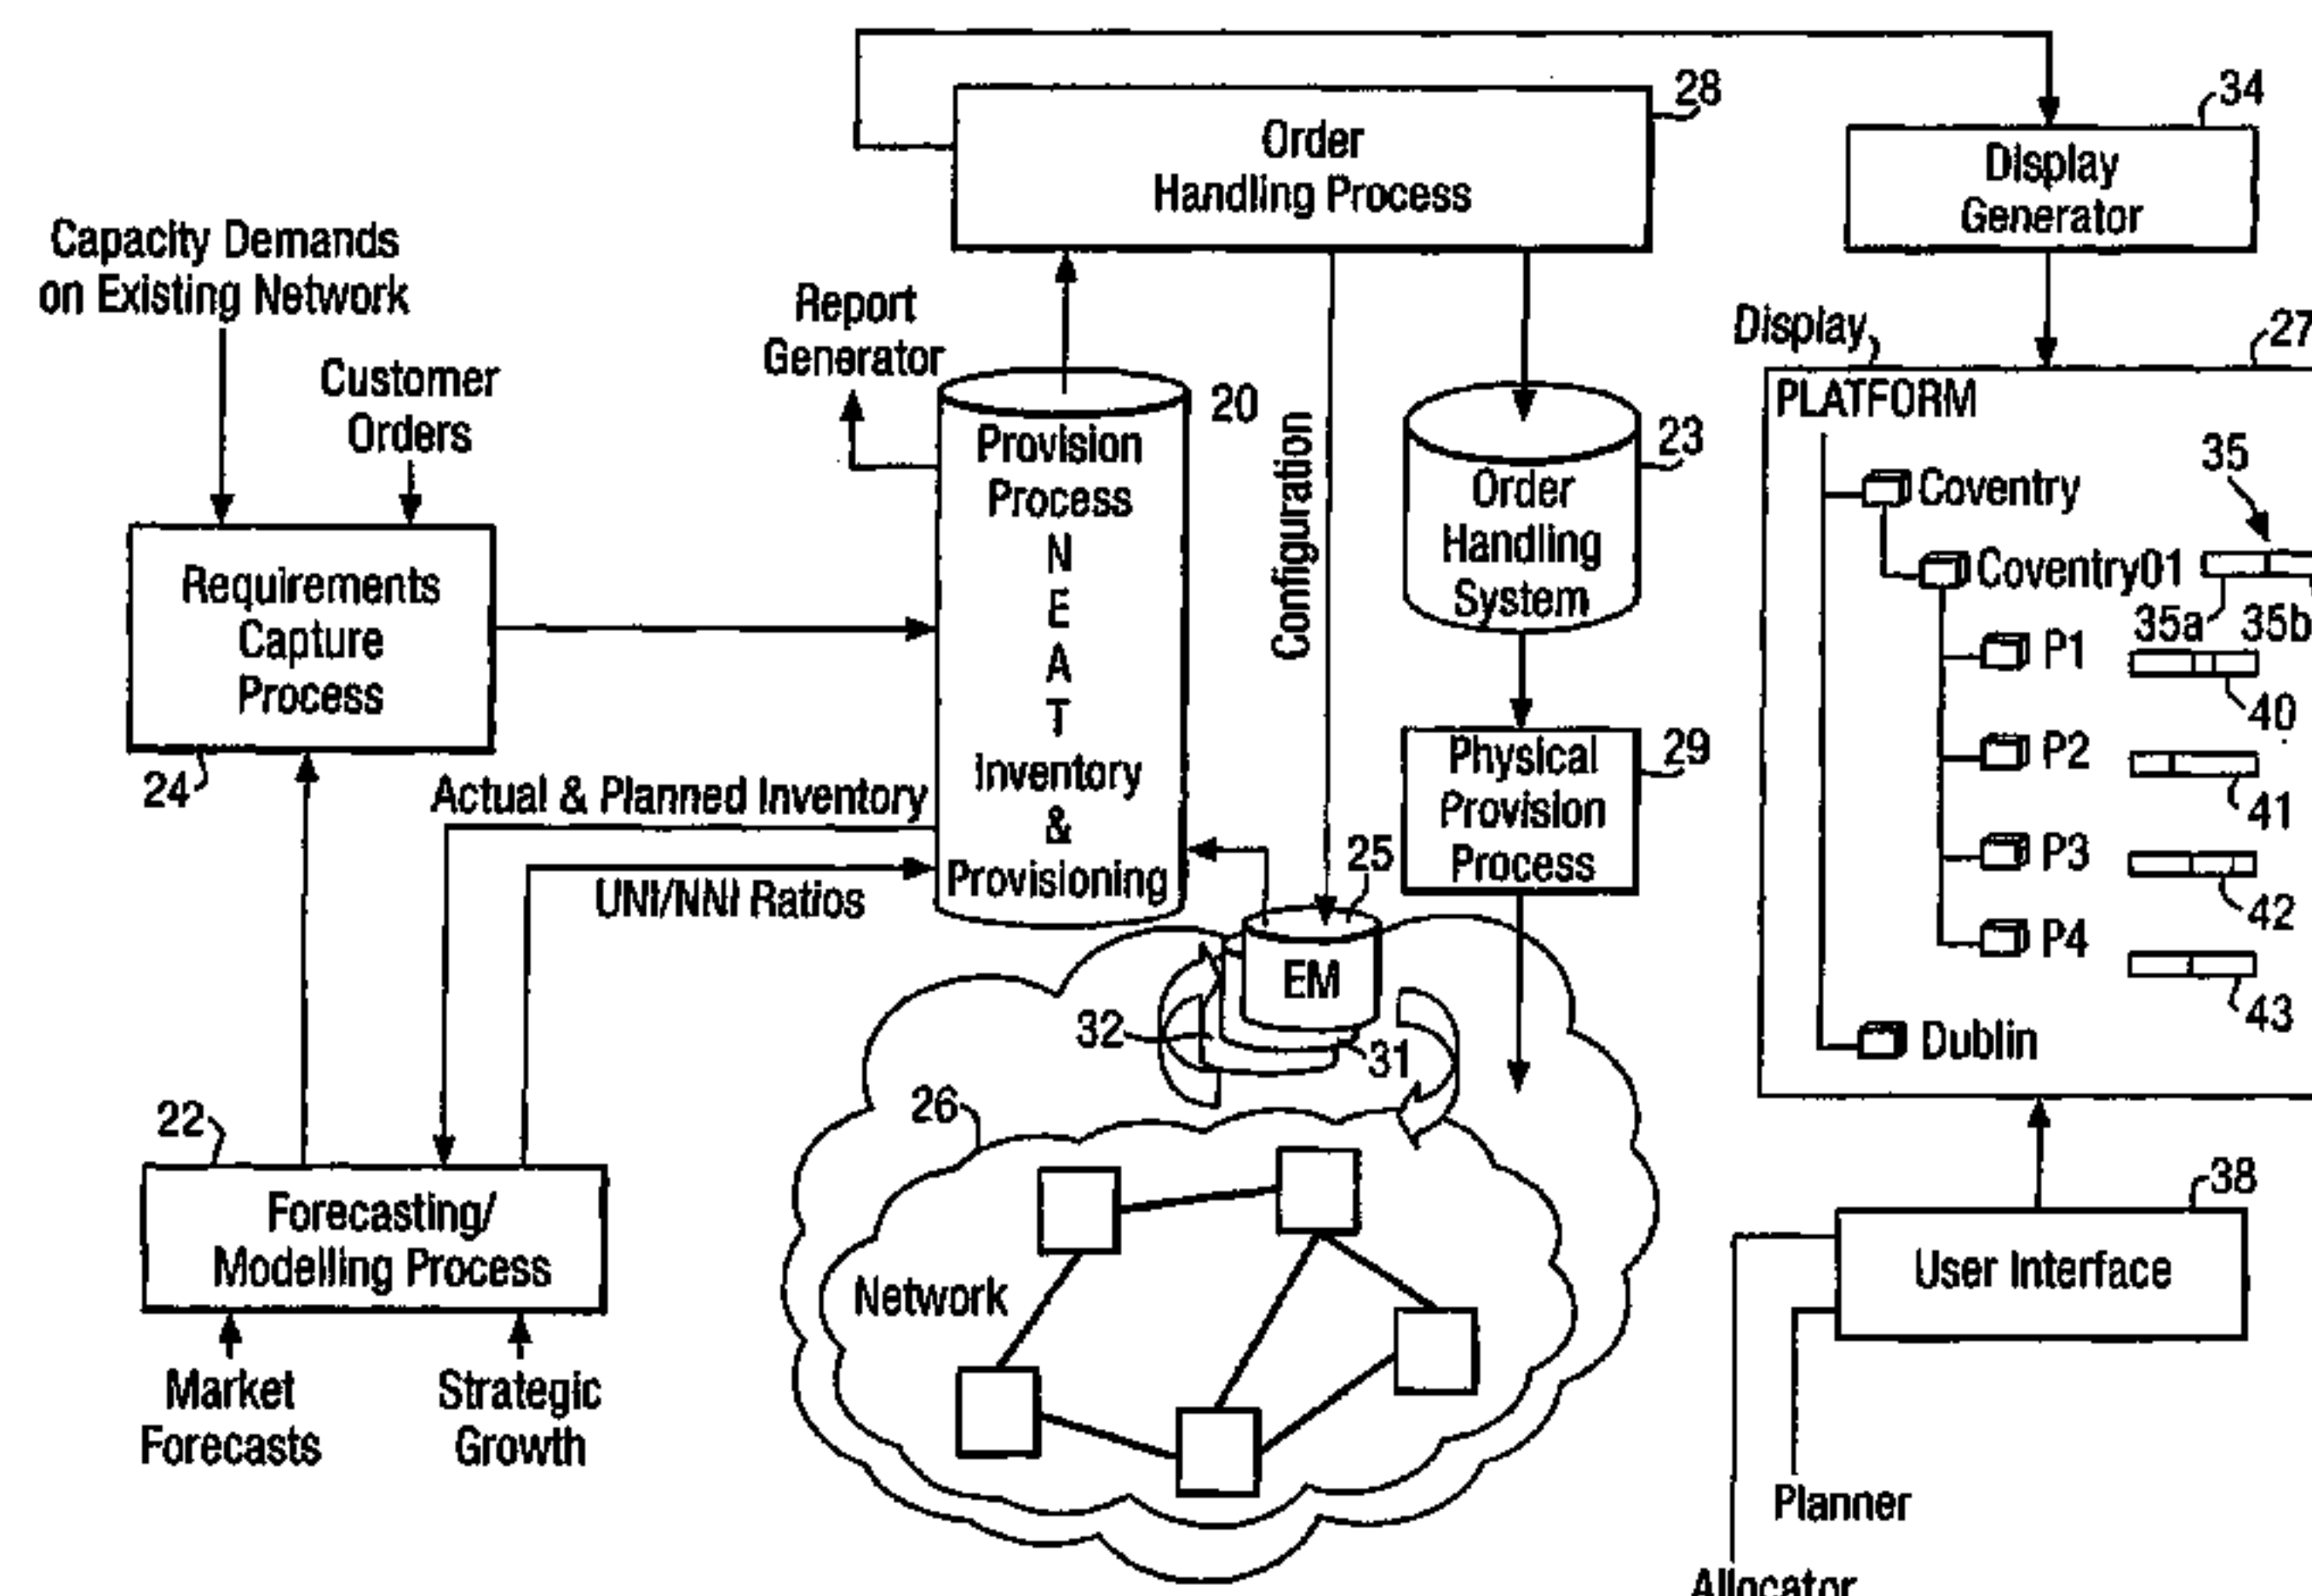 28
Order
Handling Process
34
Display
Generator
Capacity Demands
on Existing Network
Customer
Orders
Report
Generator
20
Provision
Process
N
E
A
T
Inventory
&
Provisioning
Configuration
23
Order
Handling
System
Display
27
PLATFORM
Coventry
35
Coventry01
35a
35b
P1
40
P2
41
P3
42
P4
43
Dublin
Requirements
Capture
Process
24
Actual & Planned Inventory
UNI/NNI Ratios
29
Physical
Provision
Process
25
EM
32
31
26
Network
22
Forecasting/
Modelling Process
Market
Forecasts
Strategic
Growth
38
User Interface
Planner
Allocator